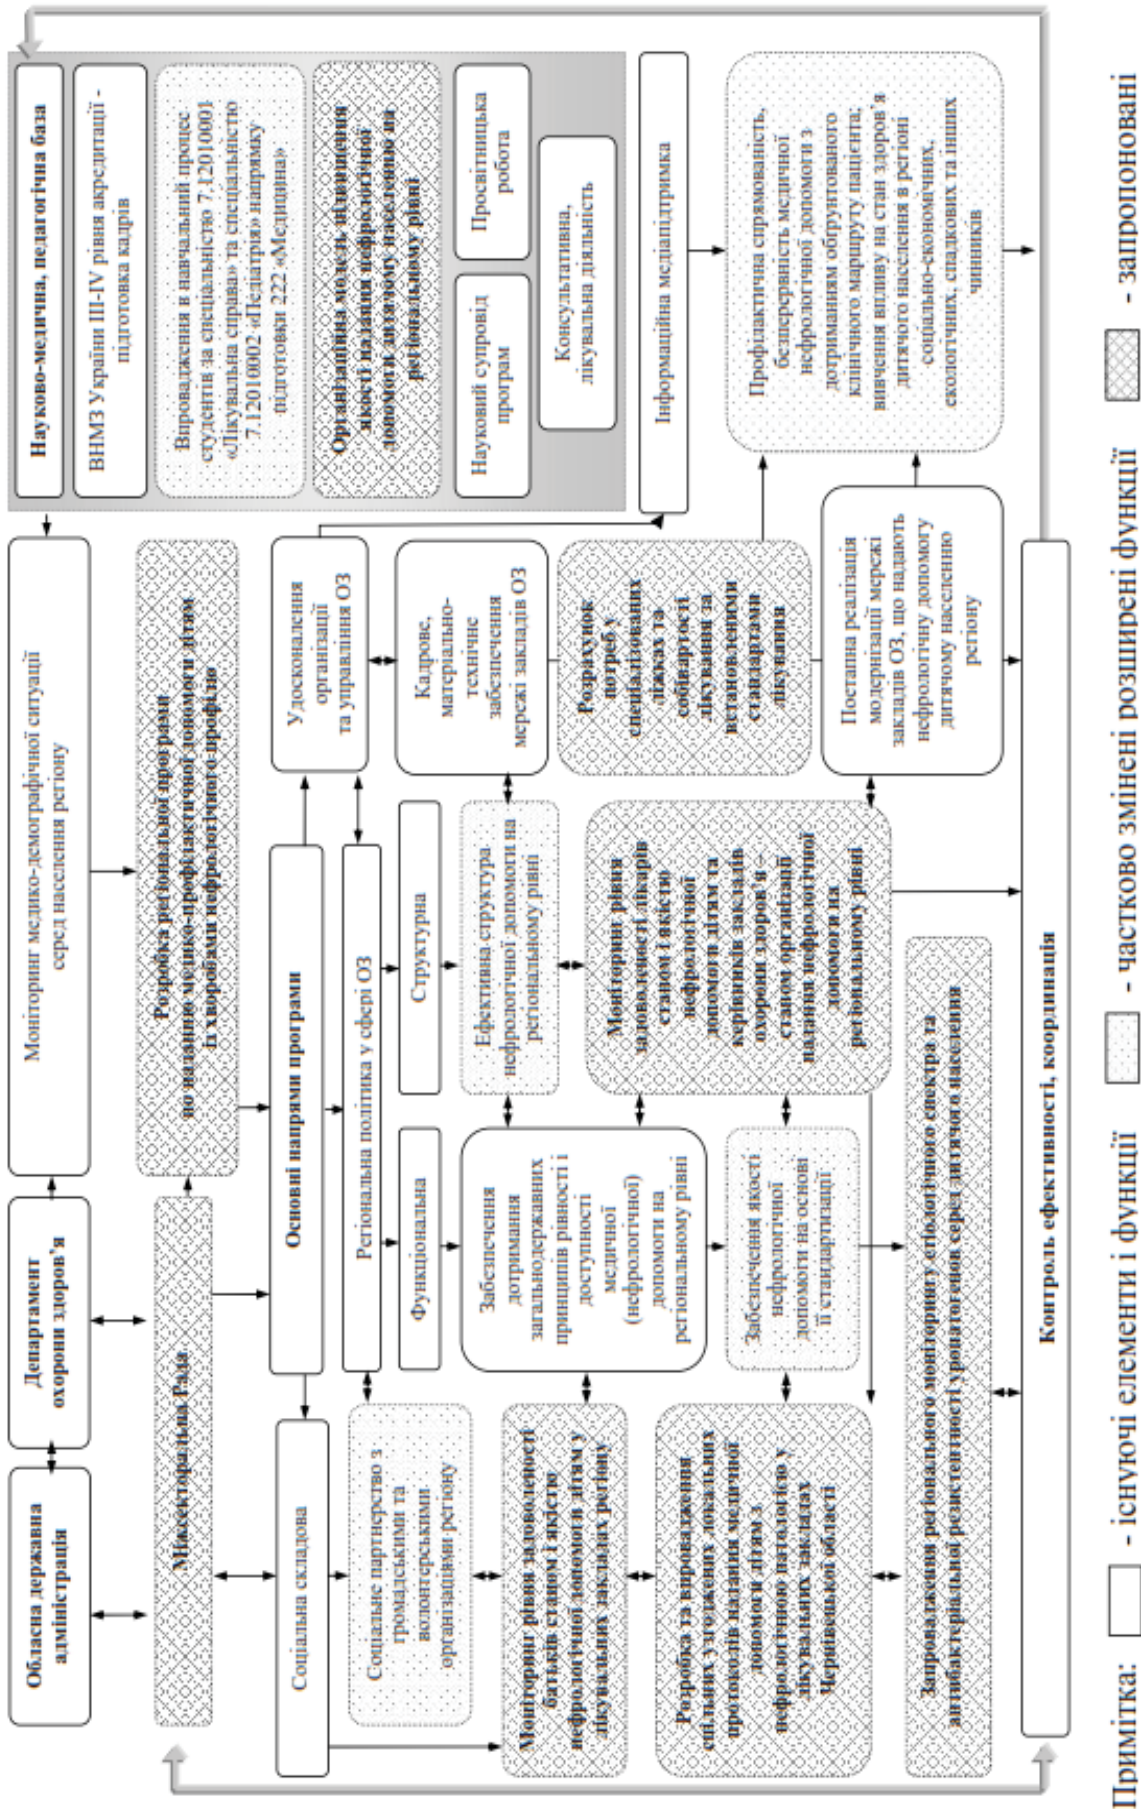 Обласна державна
адміністрація
Департамент
охорони здоров'я
Моніторинг медико-демографічної ситуації
серед населення регіону
Науково-медична, педагогічна база
ВНМЗ України III-IV рівня акредитації -
підготовка кадрів
Впровадження в навчальний процес
студентів за спеціальністю 7.12010001
«Лікувальна справа» та спеціальністю
7.12010002 «Педіатрія» напрямку
підготовки 222 «Медицина»
Організаційна модель підвищення
якості надання нефрологічної
допомоги дитячому населенню на
регіональному рівні
Науковий супровід
програм
Просвітницька
робота
Консультативна,
лікувальна діяльність
Міжсекторальна Рада
Розробка регіональної програми
по наданню медико-профілактичної допомоги дітям
із хворобами нефрологічного профілю
Основні напрями програми
Соціальна складова
Регіональна політика у сфері ОЗ
Удосконалення
організації
та управління ОЗ
Інформаційна медіапідтримка
Функціональна
Структурна
Кадрове,
матеріально-
технічне
забезпечення
мережі закладів ОЗ
Соціальне партнерство з
громадськими та
волонтерськими
організаціями регіону
Забезпечення
дотримання
загальнодержавних
принципів рівності і
доступності
медичної
(нефрологічної)
допомоги на
регіональному рівні
Ефективна структура
нефрологічної допомоги на
регіональному рівні
Моніторинг рівня задоволеності
батьків станом і якістю
нефрологічної допомоги дітям у
лікувальних закладах регіону
Моніторинг рівня
задоволеності лікарів
станом і якістю
нефрологічної
допомоги дітям та
керівників закладів
охорони здоров'я –
станом організації
надання нефрологічної
допомоги на
регіональному рівні
Розрахунок
потреб у
спеціалізованих
ліжках та
собівартості
лікування за
встановленими
стандартами
лікування
Профілактична спрямованість,
безперервність медичної
нефрологічної допомоги з
дотриманням обґрунтованого
клінічного маршруту пацієнта;
вивчення впливу на стан здоров'я
дитячого населення в регіоні
соціально-економічних,
екологічних, спадкових та інших
чинників
Розробка та впровадження
спільних узгоджених локальних
протоколів надання медичної
допомоги дітям з
нефрологічною патологією у
лікувальних закладах
Чернівецької області
Забезпечення якості
нефрологічної
допомоги на основі
її стандартизації
Поетапна реалізація
модернізації мережі
закладів ОЗ, що надають
нефрологічну допомогу
дитячому населенню
регіону
Запровадження регіонального моніторингу етіологічного спектра та
антибактеріальної резистентності уропатогенів серед дитячого населення
Контроль ефективності, координація
Примітка: - існуючі елементи і функції - частково змінені розширені функції - запропоновані